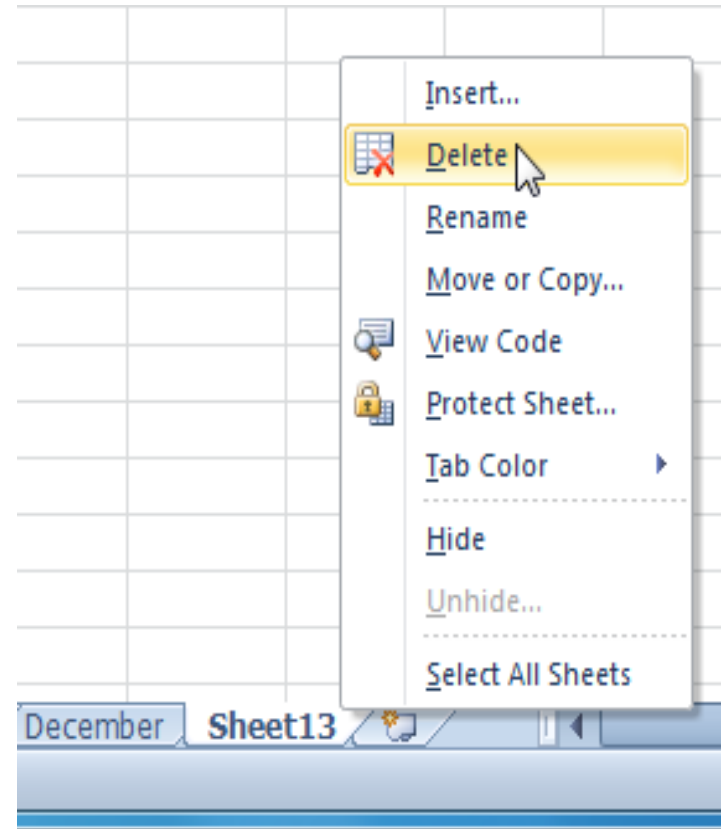 Insert...
Delete
Rename
Move or Copy...
View Code
Protect Sheet...
Tab Color
Hide
Unhide...
Select All Sheets
December Sheet13